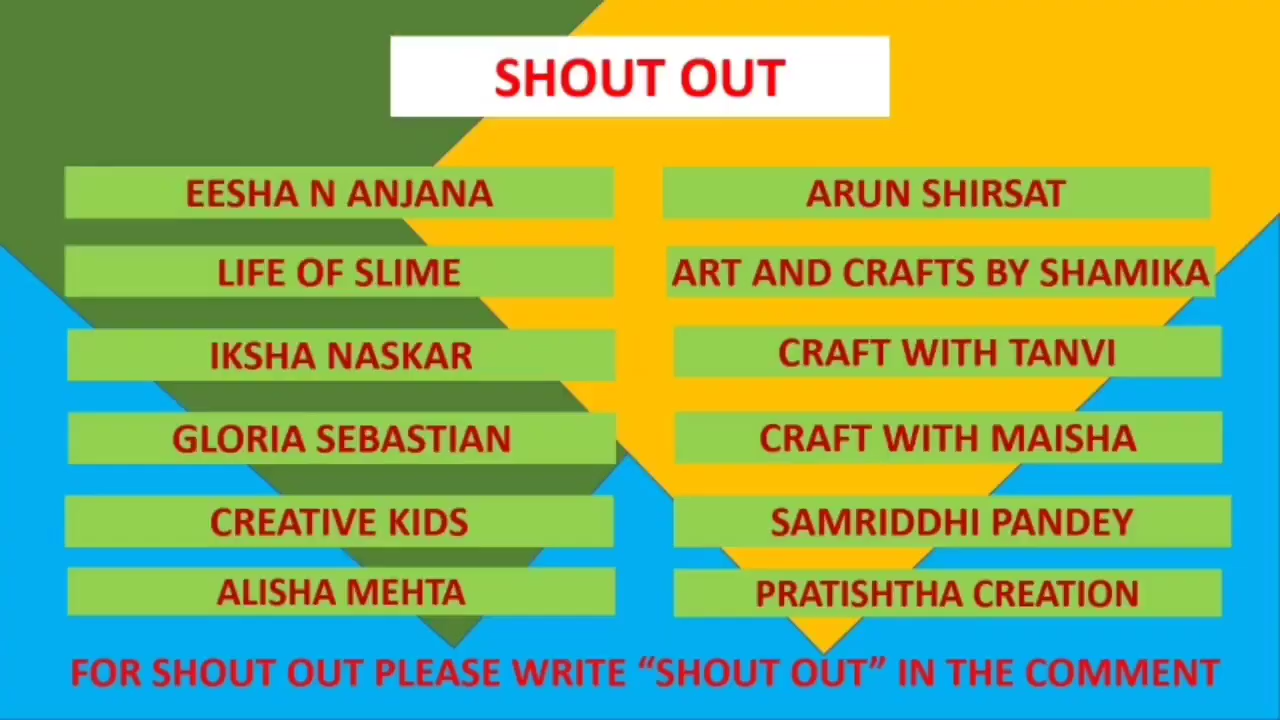 SHOUT OUT
EESHA N ANJANA
ARUN SHIRSAT
LIFE OF SLIME
ART AND CRAFTS BY SHAMIKA
IKSHA NASKAR
CRAFT WITH TANVI
GLORIA SEBASTIAN
CRAFT WITH MAISHA
CREATIVE KIDS
SAMRIDDHI PANDEY
ALISHA MEHTA
PRATISHTHA CREATION
FOR SHOUT OUT PLEASE WRITE “SHOUT OUT” IN THE COMMENT